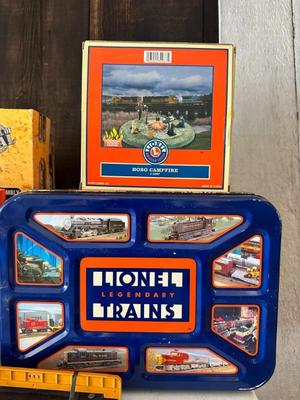 LIONEL
HOBO CAMPFIRE
LIONEL
LEGENDARY
TRAINS